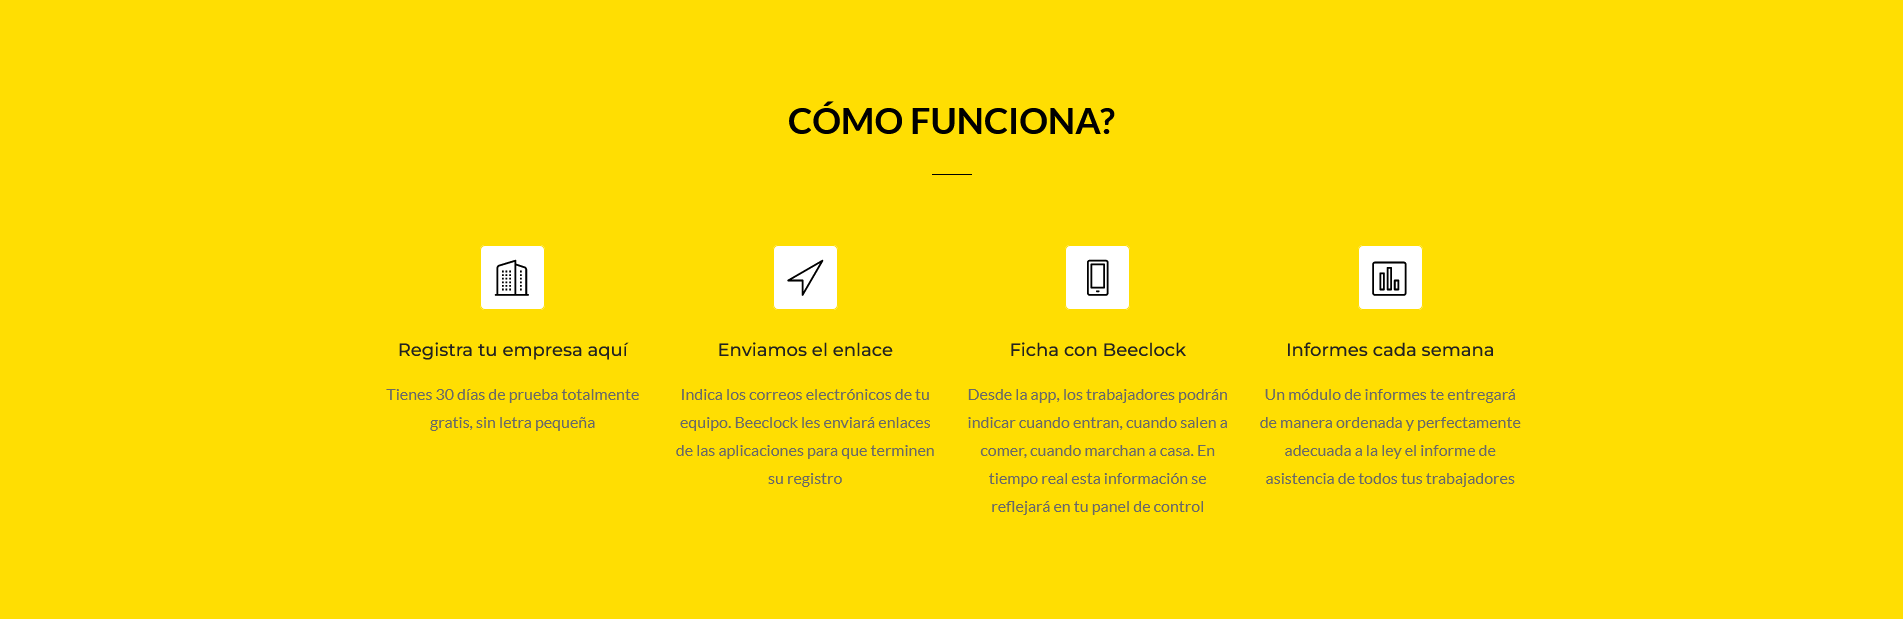 CÓMO FUNCIONA?
Registra tu empresa aquí
Tienes 30 días de prueba totalmente
gratis, sin letra pequeña
Enviamos el enlace
Indica los correos electrónicos de tu
equipo. Beeclock les enviará enlaces
de las aplicaciones para que terminen
su registro
Ficha con Beeclock
Desde la app, los trabajadores podrán
indicar cuando entran, cuando salen a
comer, cuando marchan a casa. En
tiempo real esta información se
reflejará en tu panel de control
Informes cada semana
Un módulo de informes te entregará
de manera ordenada y perfectamente
adecuada a la ley el informe de
asistencia de todos tus trabajadores